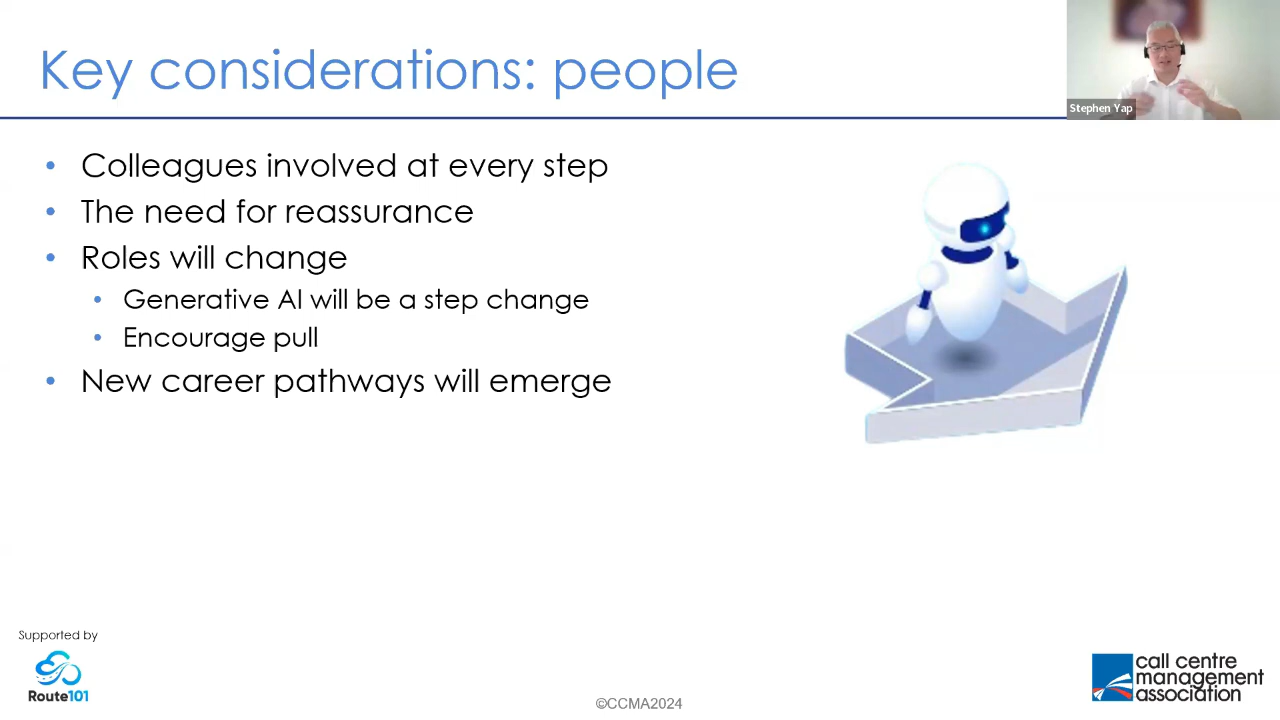 Key considerations: people
Stephen Yap
Colleagues involved at every step
The need for reassurance
Roles will change
Generative AI will be a step change
Encourage pull
New career pathways will emerge
Supported by
Route101
©CCMA2024
call centre
management
association